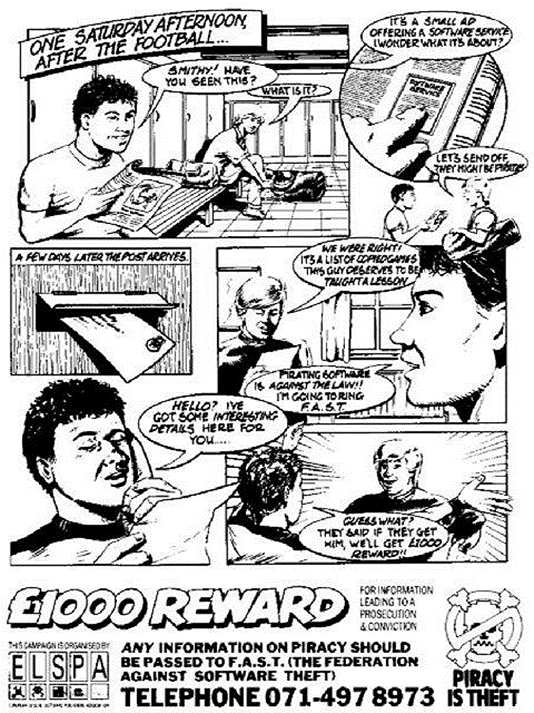 ONE SATURDAY AFTERNOON,
AFTER THE FOOTBALL...
SMITHY! HAVE
YOU SEEN THIS?
WHAT IS IT?
IT'S A SMALL AD
OFFERING A SOFTWARE SERVICE
I WONDER WHAT IT'S ABOUT?
SOFTWARE
SERVICE
LET'S SEND OFF,
THEY MIGHT BE PIRATES
A FEW DAYS LATER THE POST ARRIVES.
WE WERE RIGHT!
IT'S A LIST OF COPIED GAMES
THIS GUY DESERVES TO BE
TAUGHT A LESSON.
PIRATING SOFTWARE
IS AGAINST THE LAW!!
I'M GOING TO RING
F.A.S.T.
HELLO? I'VE
GOT SOME INTERESTING
DETAILS HERE FOR
YOU....
GUESS WHAT?
THEY SAID IF THEY GET
HIM, WE'LL GET £1000
REWARD!!
£1000 REWARD
FOR INFORMATION
LEADING TO A
PROSECUTION
& CONVICTION
THIS CAMPAIGN IS ORGANISED BY
ELSPA
ANY INFORMATION ON PIRACY SHOULD
BE PASSED TO F.A.S.T. (THE FEDERATION
AGAINST SOFTWARE THEFT)
TELEPHONE 071-497 8973
PIRACY
IS THEFT